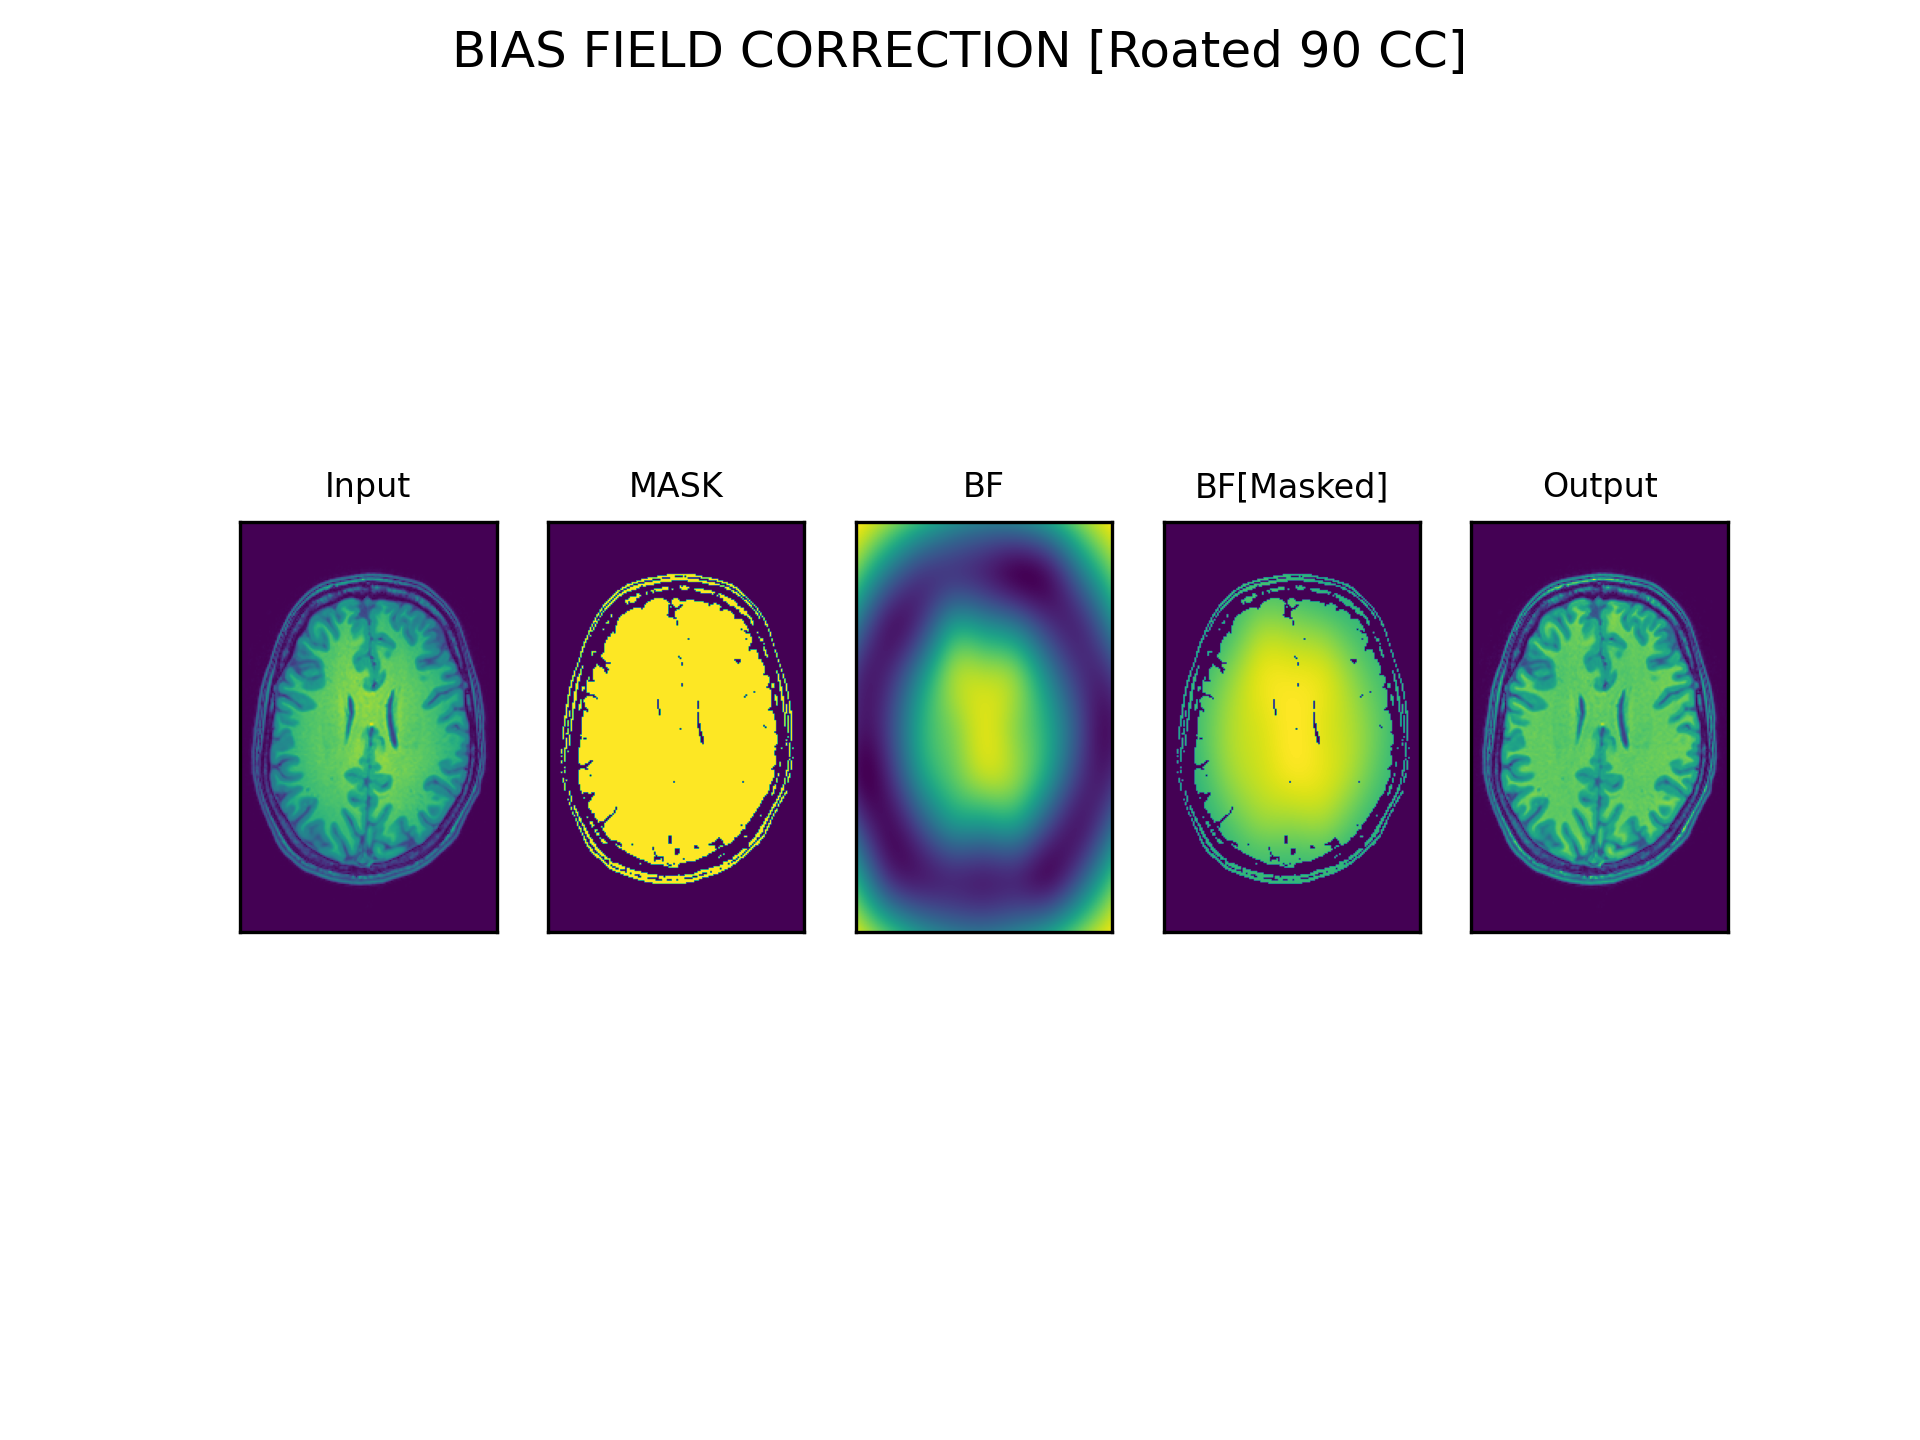 BIAS FIELD CORRECTION [Roated 90 CC]
Input
MASK
BF
BF[Masked]
Output